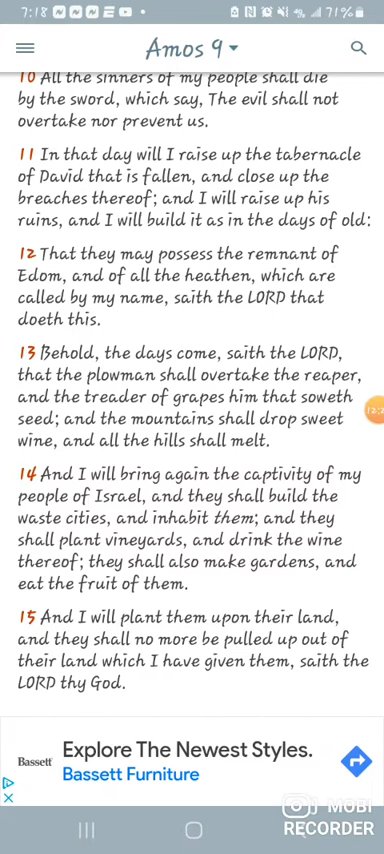 7:18 71%
Amos 9
10 All the sinners of my people shall die
by the sword, which say, The evil shall not
overtake nor prevent us.
11 In that day will I raise up the tabernacle
of David that is fallen, and close up the
breaches thereof; and I will raise up his
ruins, and I will build it as in the days of old:
12 That they may possess the remnant of
Edom, and of all the heathen, which are
called by my name, saith the LORD that
doeth this.
13 Behold, the days come, saith the LORD,
that the plowman shall overtake the reaper,
and the treader of grapes him that soweth
seed; and the mountains shall drop sweet
wine, and all the hills shall melt.
14 And I will bring again the captivity of my
people of Israel, and they shall build the
waste cities, and inhabit them; and they
shall plant vineyards, and drink the wine
thereof; they shall also make gardens, and
eat the fruit of them.
15 And I will plant them upon their land,
and they shall no more be pulled up out of
their land which I have given them, saith the
LORD thy God.
Bassett
Explore The Newest Styles.
Bassett Furniture
MOBI
RECORDER